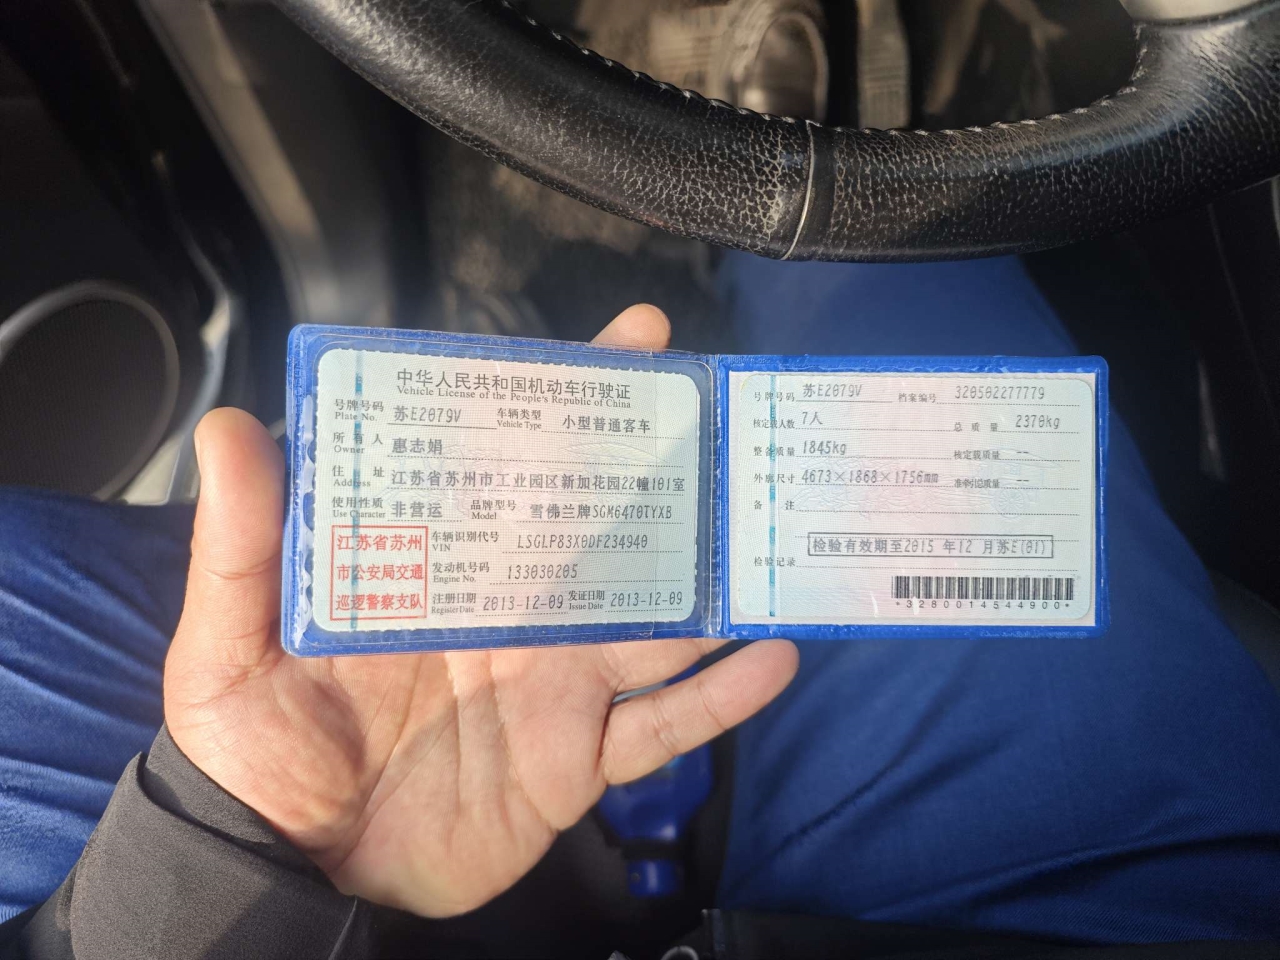 中华人民共和国机动车行驶证
Vehicle License of the People's Republic of China
号牌号码 苏E2079V 车辆类型 小型普通客车
Plate No. Vehicle Type
所有人 惠志娟
Owner
住址 江苏省苏州市工业园区新加花园22幢101室
Address
使用性质 非营运 品牌型号 雪佛兰牌SGM6470TYXB
Use Character Model
江苏省苏州
市公安局交通
巡逻警察支队
车辆识别代号 LSGLP83X0DF234940
VIN
发动机号码 133030205
Engine No.
注册日期 2013-12-09 发证日期 2013-12-09
Register Date Issue Date
号牌号码 苏E2079V 档案编号 320502277779
核定载人数 7人 总质量 2370kg
整备质量 1845kg 核定载质量 --
外廓尺寸 4673×1868×1756mm 准牵引总质量 --
备注
检验记录 检验有效期至2015 年12 月苏E(01)
*3280014544900*